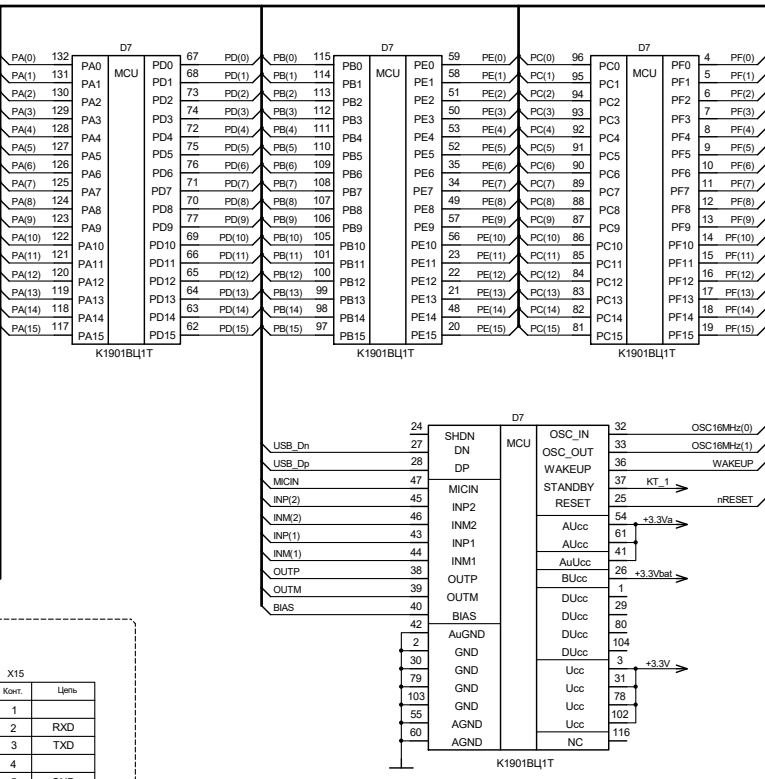 D7 D7 D7
PA(0) 132 PA0 MCU PD0 67 PD(0) PB(0) 115 PB0 MCU PE0 59 PE(0) PC(0) 96 PC0 MCU PF0 4 PF(0)
PA(1) 131 PA1 PD1 68 PD(1) PB(1) 114 PB1 PE1 58 PE(1) PC(1) 95 PC1 PF1 5 PF(1)
PA(2) 130 PA2 PD2 73 PD(2) PB(2) 113 PB2 PE2 51 PE(2) PC(2) 94 PC2 PF2 6 PF(2)
PA(3) 129 PA3 PD3 74 PD(3) PB(3) 112 PB3 PE3 50 PE(3) PC(3) 93 PC3 PF3 7 PF(3)
PA(4) 128 PA4 PD4 72 PD(4) PB(4) 111 PB4 PE4 53 PE(4) PC(4) 92 PC4 PF4 8 PF(4)
PA(5) 127 PA5 PD5 75 PD(5) PB(5) 110 PB5 PE5 52 PE(5) PC(5) 91 PC5 PF5 9 PF(5)
PA(6) 126 PA6 PD6 76 PD(6) PB(6) 109 PB6 PE6 35 PE(6) PC(6) 90 PC6 PF6 10 PF(6)
PA(7) 125 PA7 PD7 71 PD(7) PB(7) 108 PB7 PE7 34 PE(7) PC(7) 89 PC7 PF7 11 PF(7)
PA(8) 124 PA8 PD8 70 PD(8) PB(8) 107 PB8 PE8 49 PE(8) PC(8) 88 PC8 PF8 12 PF(8)
PA(9) 123 PA9 PD9 77 PD(9) PB(9) 106 PB9 PE9 57 PE(9) PC(9) 87 PC9 PF9 13 PF(9)
PA(10) 122 PA10 PD10 69 PD(10) PB(10) 105 PB10 PE10 56 PE(10) PC(10) 86 PC10 PF10 14 PF(10)
PA(11) 121 PA11 PD11 66 PD(11) PB(11) 101 PB11 PE11 23 PE(11) PC(11) 85 PC11 PF11 15 PF(11)
PA(12) 120 PA12 PD12 65 PD(12) PB(12) 100 PB12 PE12 22 PE(12) PC(12) 84 PC12 PF12 16 PF(12)
PA(13) 119 PA13 PD13 64 PD(13) PB(13) 99 PB13 PE13 21 PE(13) PC(13) 83 PC13 PF13 17 PF(13)
PA(14) 118 PA14 PD14 63 PD(14) PB(14) 98 PB14 PE14 48 PE(14) PC(14) 82 PC14 PF14 18 PF(14)
PA(15) 117 PA15 PD15 62 PD(15) PB(15) 97 PB15 PE15 20 PE(15) PC(15) 81 PC15 PF15 19 PF(15)
К1901ВЦ1Т К1901ВЦ1Т К1901ВЦ1Т
D7
24 SHDN MCU OSC_IN 32 OSC16MHz(0)
USB_Dn 27 DN OSC_OUT 33 OSC16MHz(1)
USB_Dp 28 DP WAKEUP 36 WAKEUP
MICIN 47 MICIN STANDBY 37 KT_1
INP(2) 45 INP2 RESET 25 nRESET
INM(2) 46 INM2 AUcc 54 +3.3Va
INP(1) 43 INP1 AUcc 61
INM(1) 44 INM1 AuUcc 41
OUTP 38 OUTP BUcc 26 +3.3Vbat
OUTM 39 OUTM DUcc 1
BIAS 40 BIAS DUcc 29
42 AuGND DUcc 80
2 GND DUcc 104
30 GND Ucc 3 +3.3V
79 GND Ucc 31
103 GND Ucc 78
55 AGND Ucc 102
60 AGND NC 116
К1901ВЦ1Т
X15
Конт. Цепь
1
2 RXD
3 TXD
4